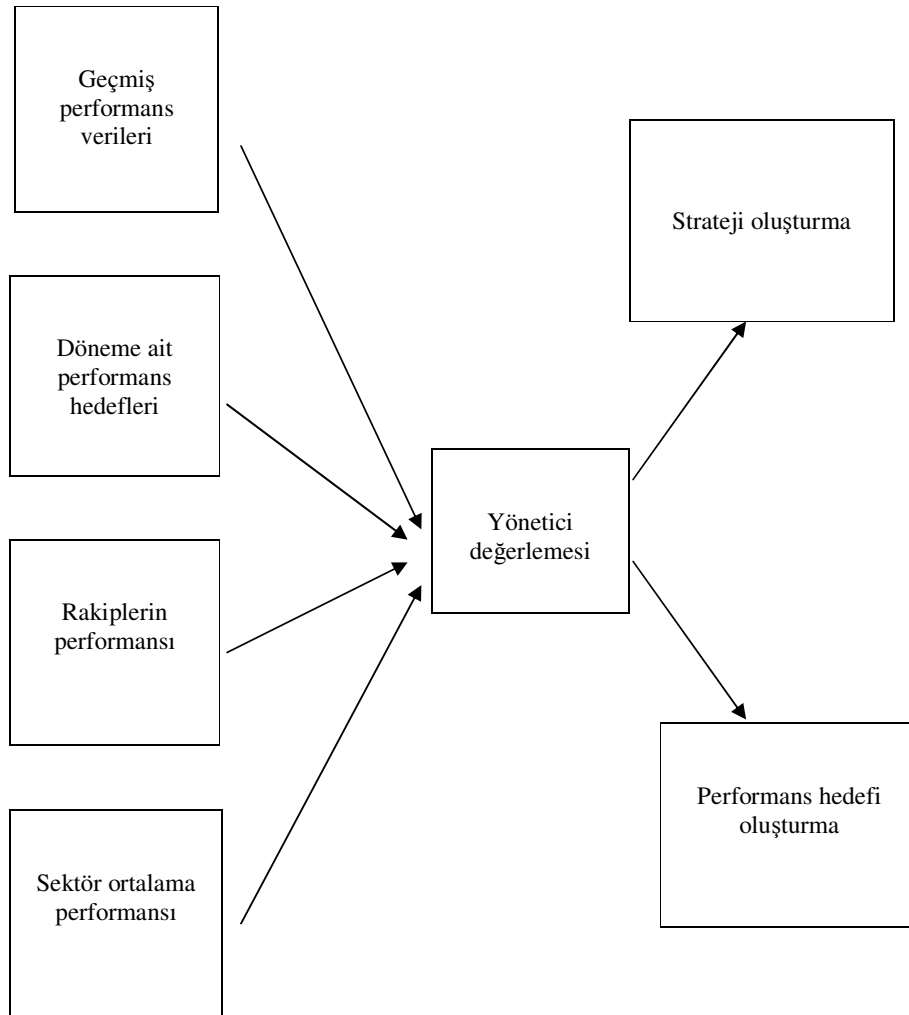 Geçmiş
performans
verileri
Döneme ait
performans
hedefleri
Rakiplerin
performansı
Sektör ortalama
performansı
Yönetici
değerlemesi
Strateji oluşturma
Performans hedefi
oluşturma